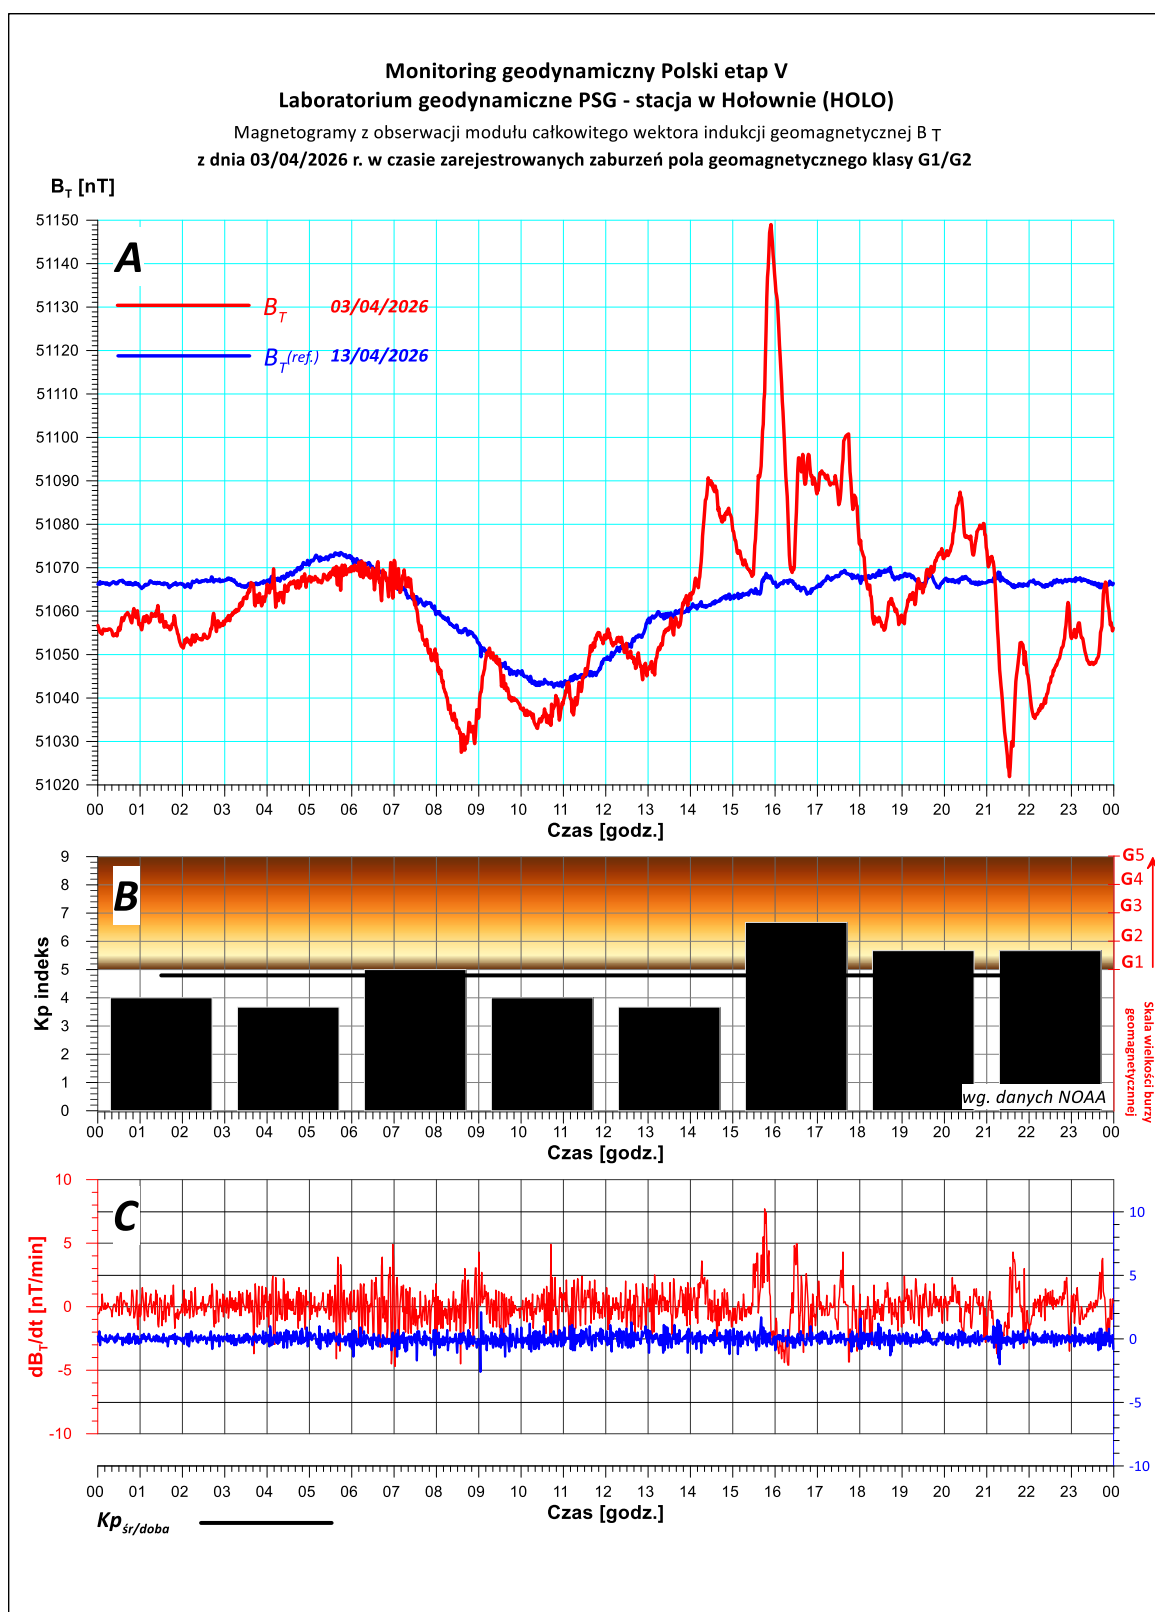 Monitoring geodynamiczny Polski etap V
Laboratorium geodynamiczne PSG - stacja w Hołownie (HOLO)
Magnetogramy z obserwacji modułu całkowitego wektora indukcji geomagnetycznej B T
z dnia 03/04/2026 r. w czasie zarejestrowanych zaburzeń pola geomagnetycznego klasy G1/G2
BT [nT]
51150
51140
51130
51120
51110
51100
51090
51080
51070
51060
51050
51040
51030
51020
A
BT 03/04/2026
BT(ref.) 13/04/2026
00 01 02 03 04 05 06 07 08 09 10 11 12 13 14 15 16 17 18 19 20 21 22 23 00
Czas [godz.]
B
Kp indeks
9
8
7
6
5
4
3
2
1
0
G5
G4
G3
G2
G1
Skala wielkości burzy
geomagnetycznnej
wg. danych NOAA
00 01 02 03 04 05 06 07 08 09 10 11 12 13 14 15 16 17 18 19 20 21 22 23 00
Czas [godz.]
C
dBT/dt [nT/min]
10
5
0
-5
-10
10
5
0
-5
-10
00 01 02 03 04 05 06 07 08 09 10 11 12 13 14 15 16 17 18 19 20 21 22 23 00
Czas [godz.]
Kp śr/doba